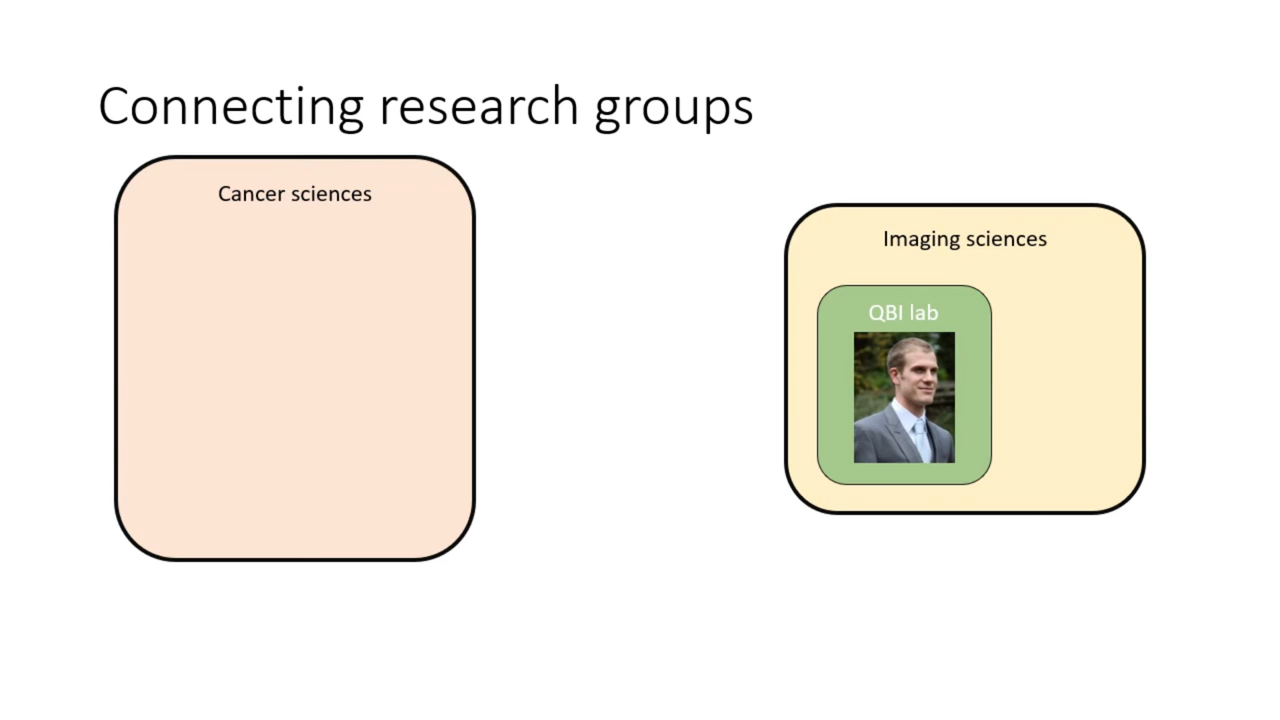 Connecting research groups
Cancer sciences
Imaging sciences
QBI lab